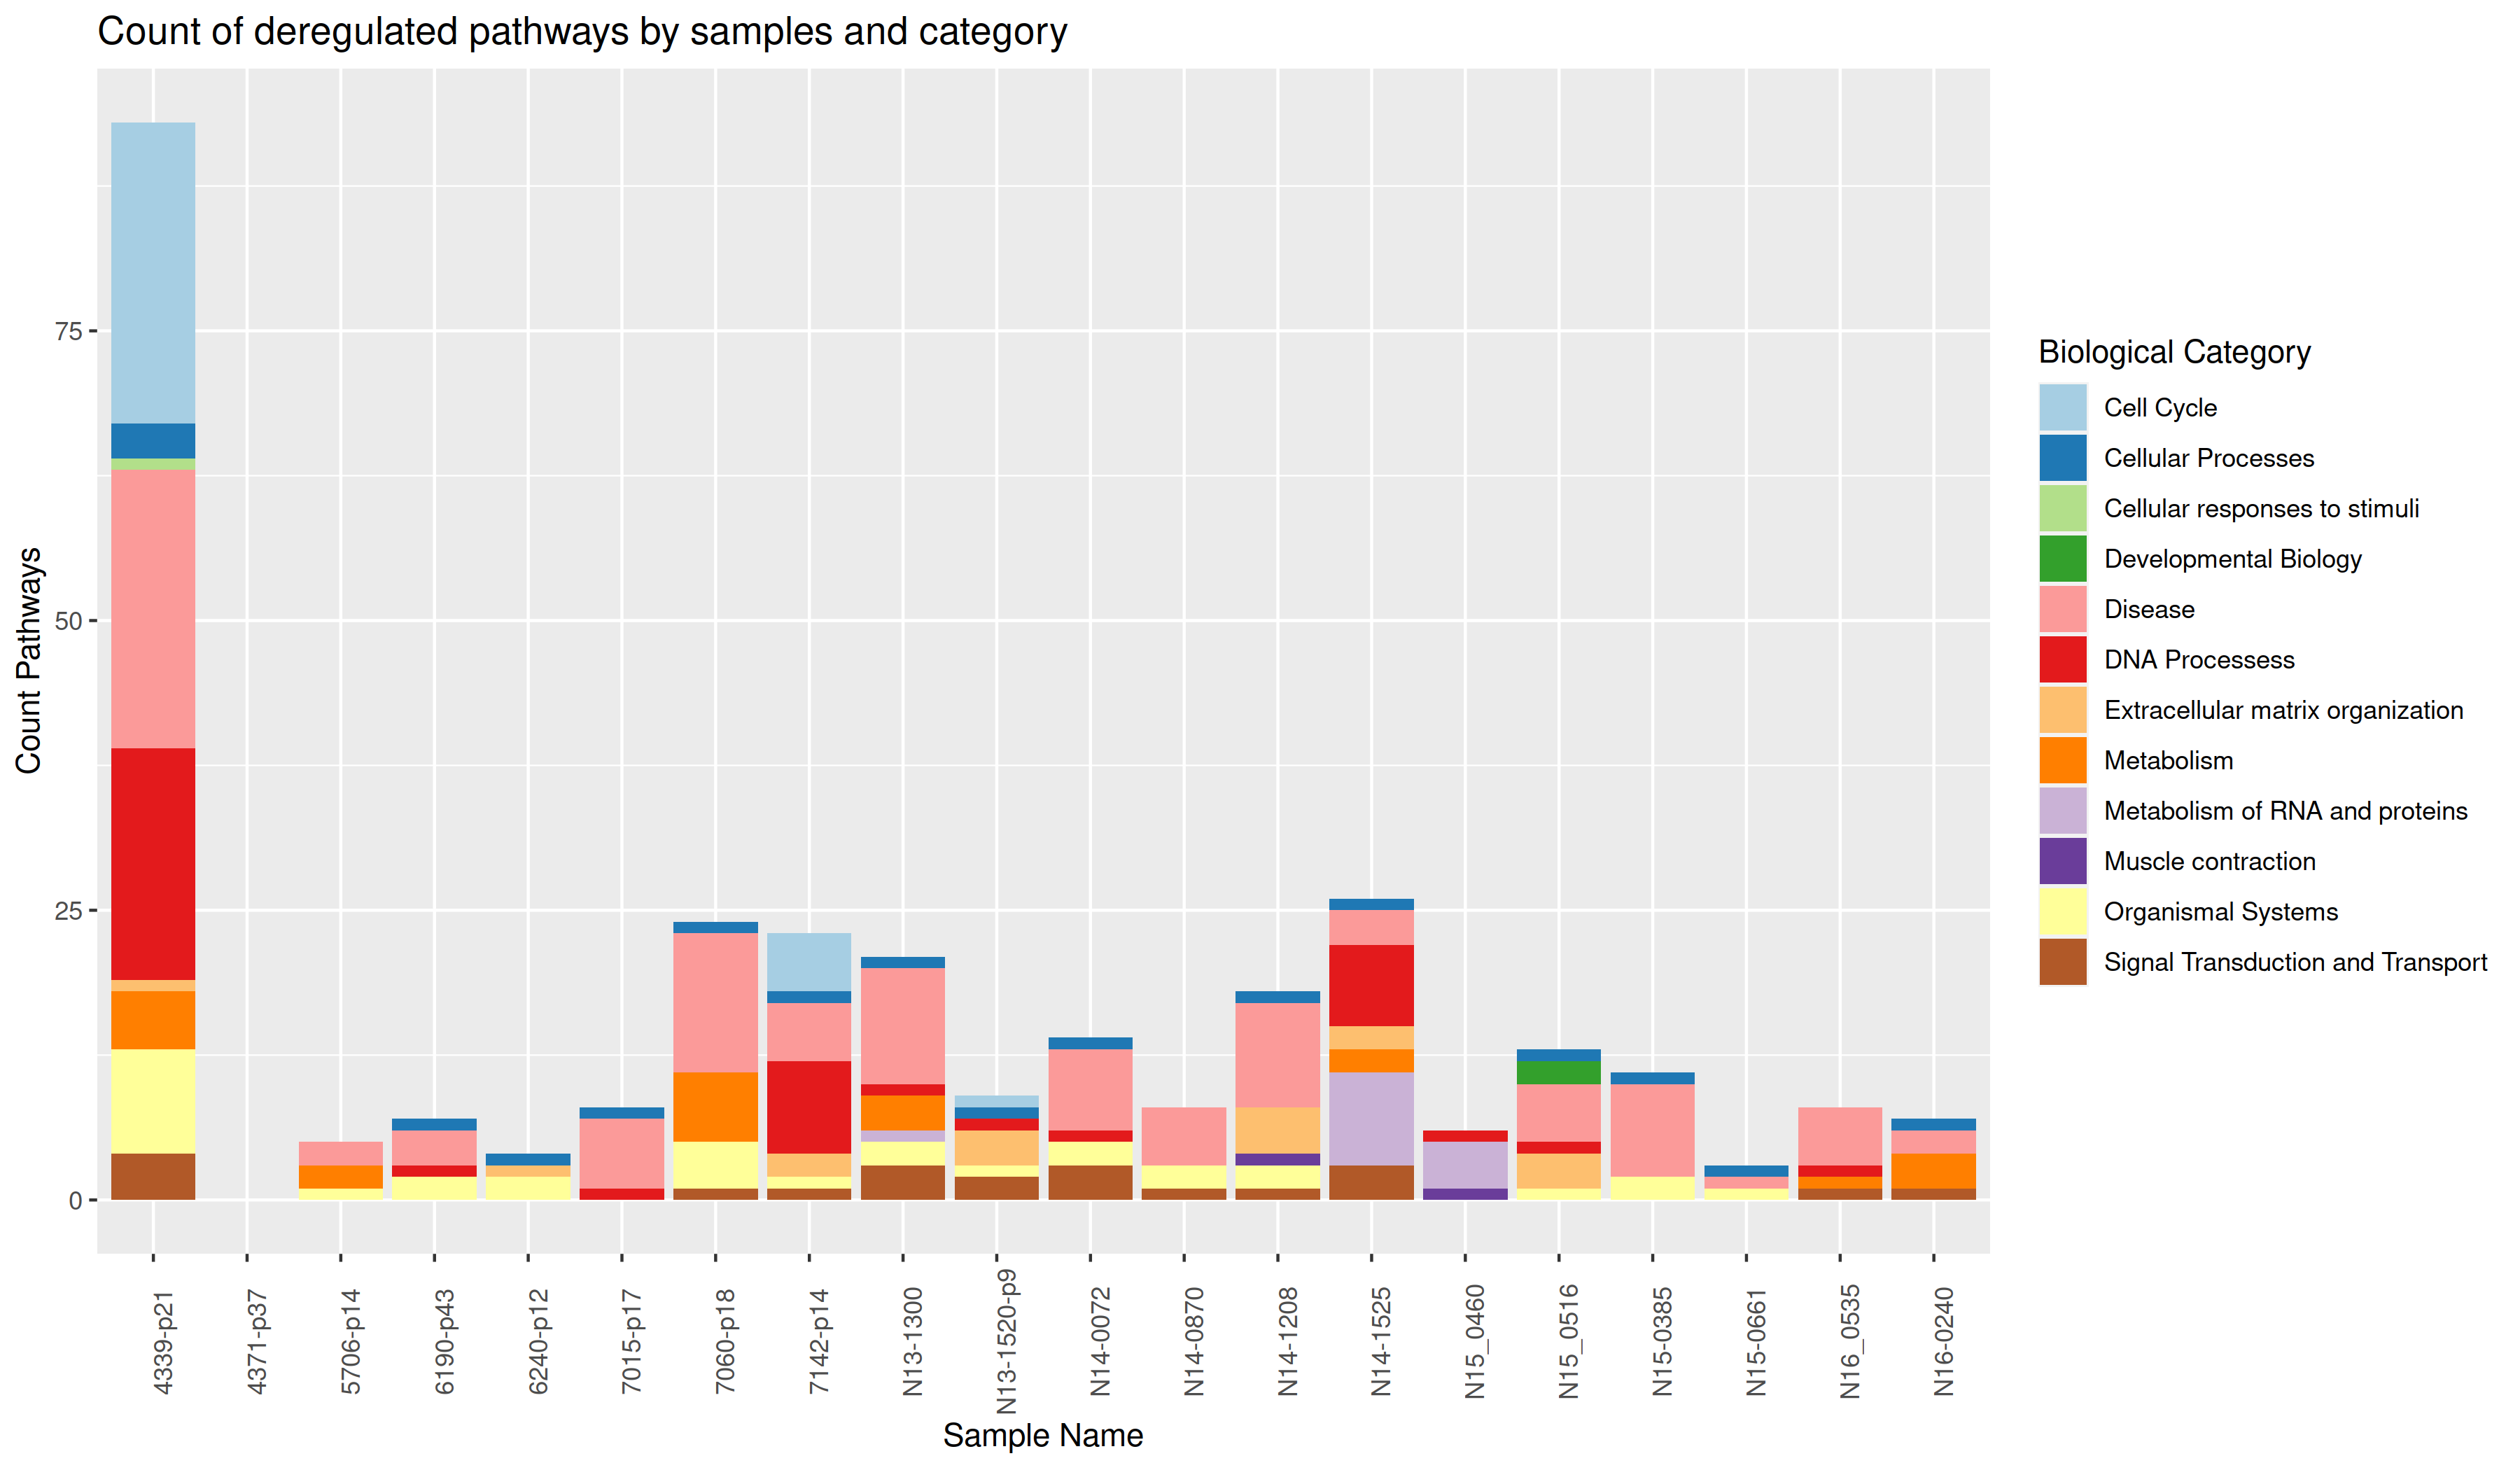 Count of deregulated pathways by samples and category
Count Pathways
75
50
25
0
4339-p21
4371-p37
5706-p14
6190-p43
6240-p12
7015-p17
7060-p18
7142-p14
N13-1300
N13-1520-p9
N14-0072
N14-0870
N14-1208
N14-1525
N15_0460
N15_0516
N15-0385
N15-0661
N16_0535
N16-0240
Sample Name
Biological Category
Cell Cycle
Cellular Processes
Cellular responses to stimuli
Developmental Biology
Disease
DNA Processess
Extracellular matrix organization
Metabolism
Metabolism of RNA and proteins
Muscle contraction
Organismal Systems
Signal Transduction and Transport